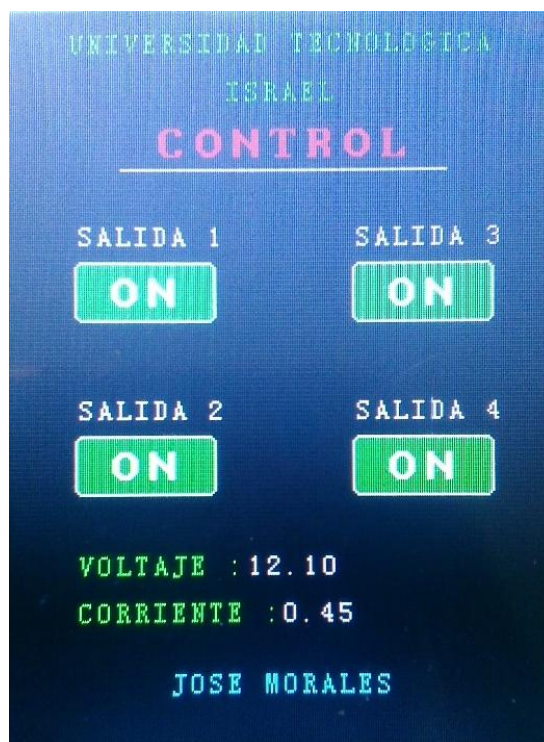 UNIVERSIDAD TECNOLOGICA
ISRAEL
CONTROL
SALIDA 1 SALIDA 3
ON ON
SALIDA 2 SALIDA 4
ON ON
VOLTAJE :12.10
CORRIENTE :0.45
JOSE MORALES